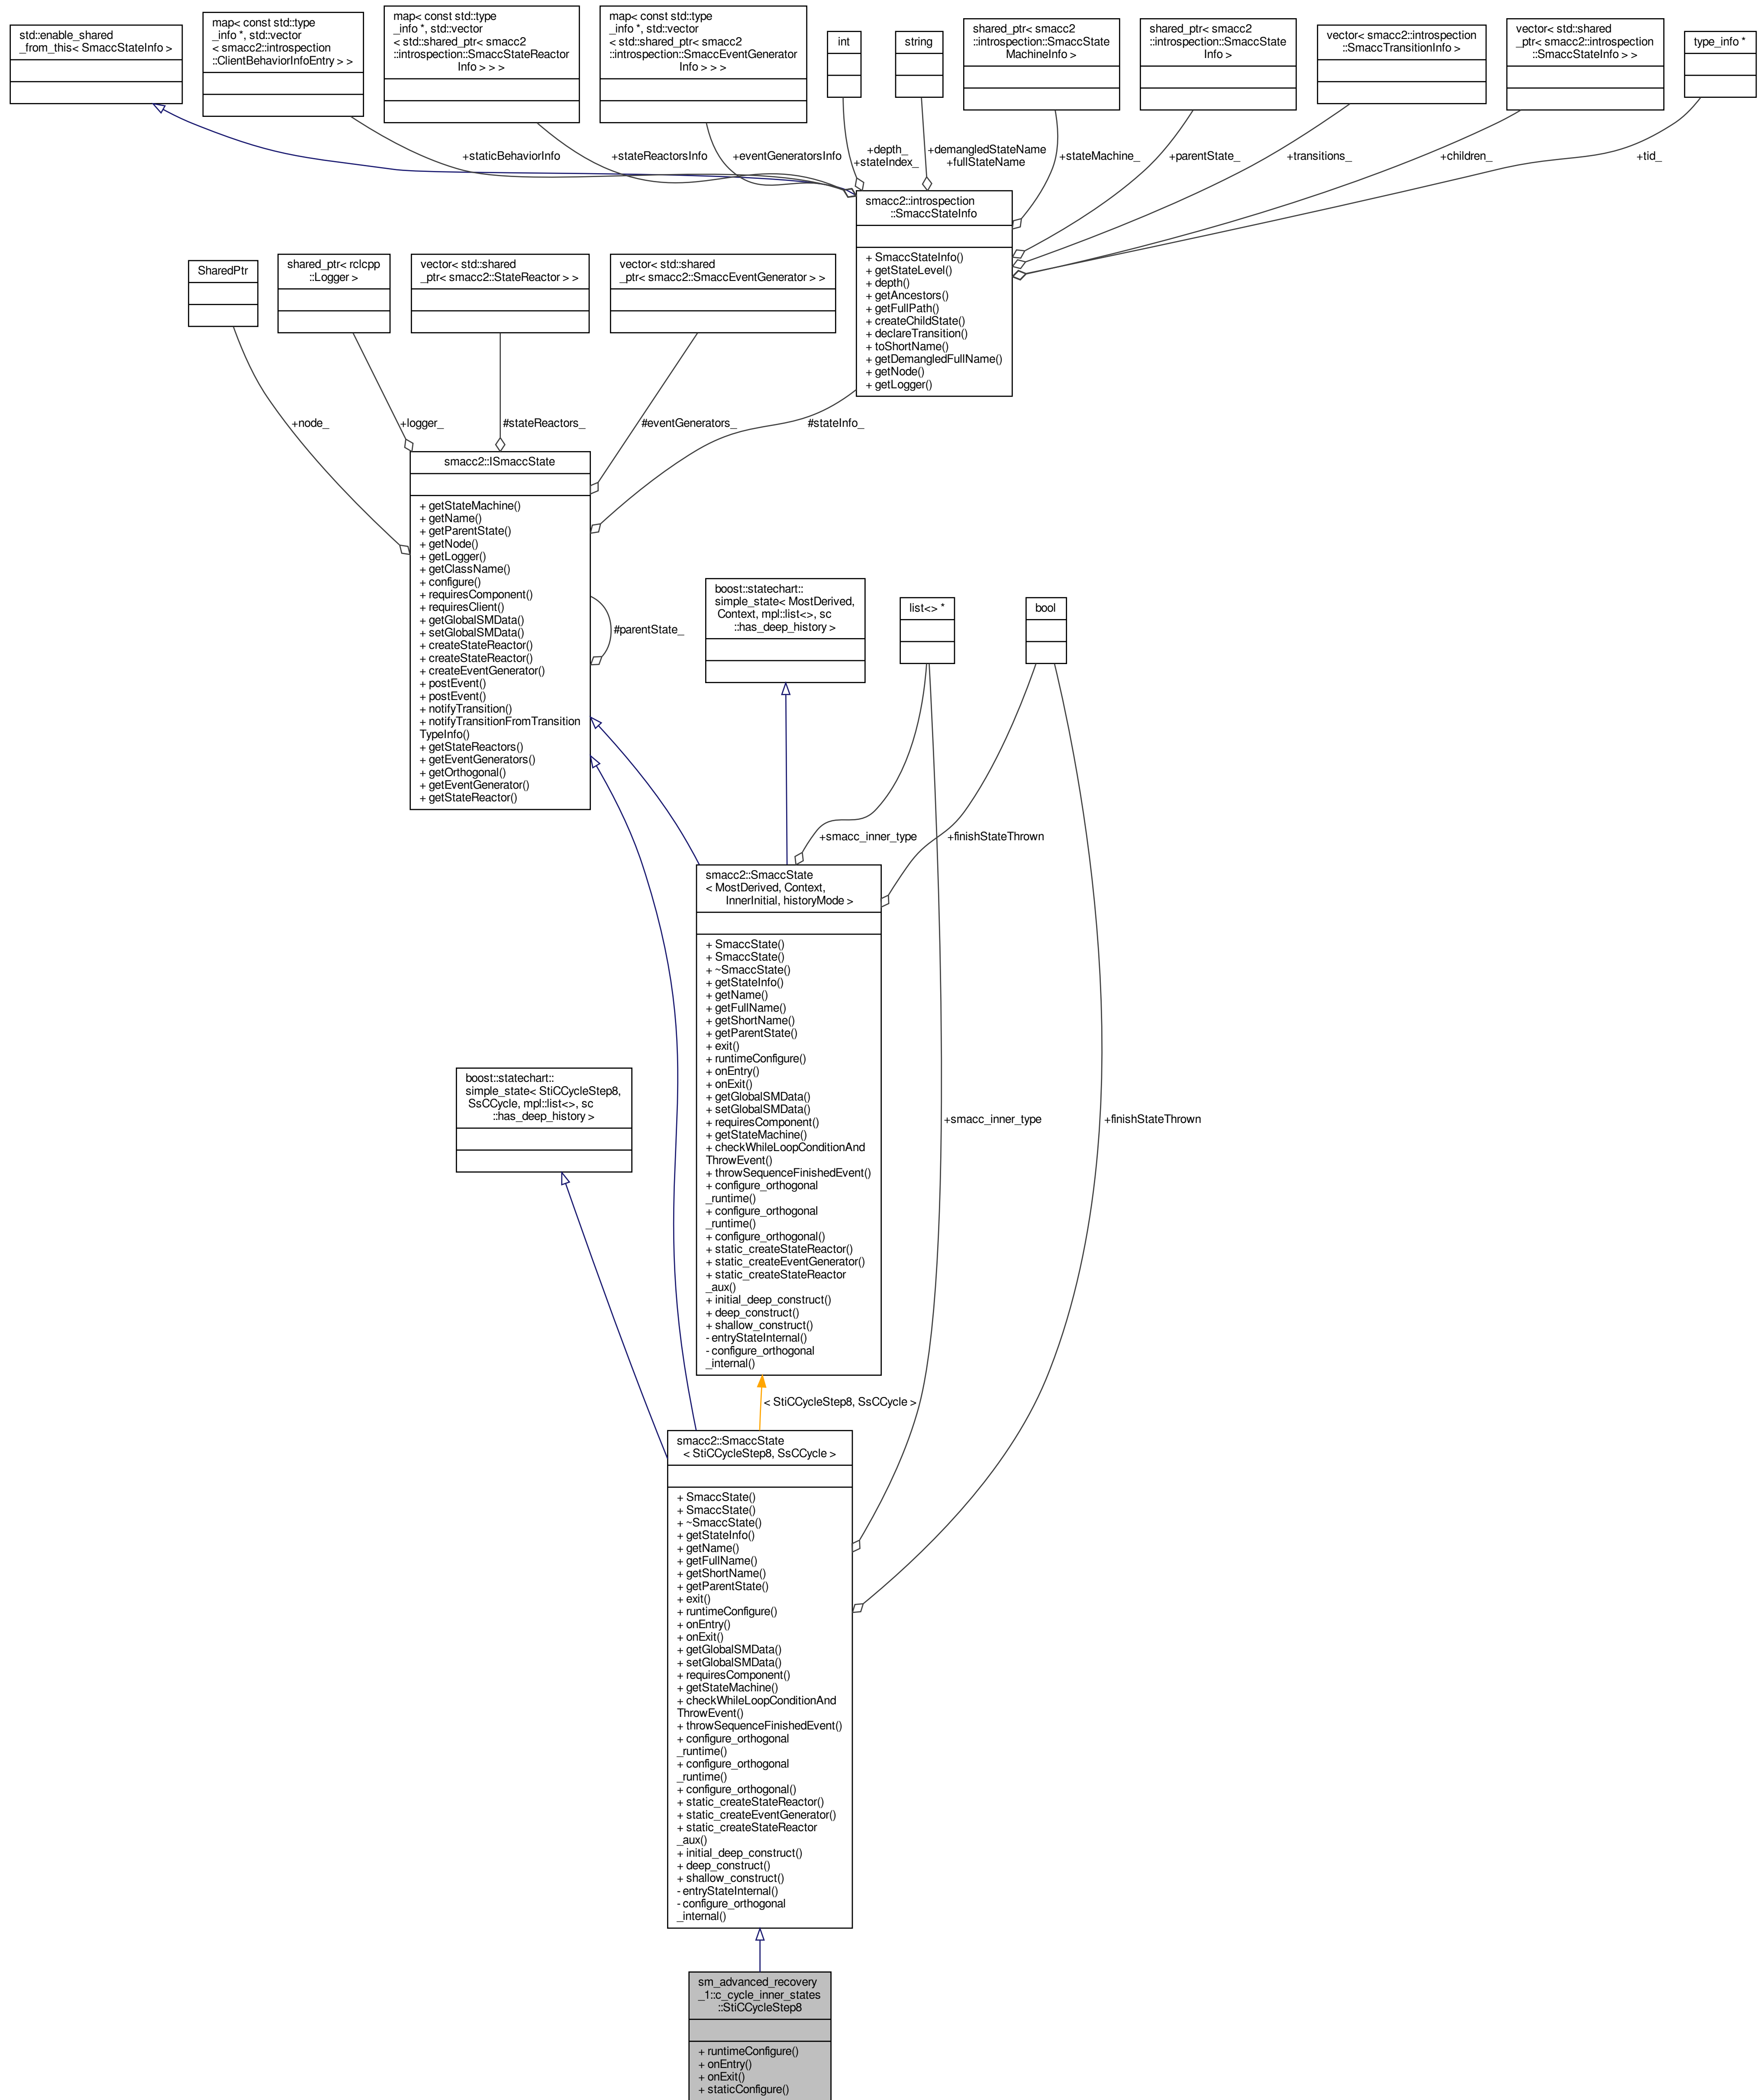 std::enable_shared
_from_this< SmaccStateInfo >
map< const std::type
_info *, std::vector
< smacc2::introspection
::ClientBehaviorInfoEntry > >
map< const std::type
_info *, std::vector
< std::shared_ptr< smacc2
::introspection::SmaccStateReactor
Info > > >
map< const std::type
_info *, std::vector
< std::shared_ptr< smacc2
::introspection::SmaccEventGenerator
Info > > >
int
string
shared_ptr< smacc2
::introspection::SmaccState
MachineInfo >
shared_ptr< smacc2
::introspection::SmaccState
Info >
vector< smacc2::introspection
::SmaccTransitionInfo >
vector< std::shared
_ptr< smacc2::introspection
::SmaccStateInfo > >
type_info *
+staticBehaviorInfo
+stateReactorsInfo
+eventGeneratorsInfo
+depth_
+stateIndex_
+demangledStateName
+fullStateName
+stateMachine_
+parentState_
+transitions_
+children_
+tid_
smacc2::introspection
::SmaccStateInfo
+ SmaccStateInfo()
+ getStateLevel()
+ depth()
+ getAncestors()
+ getFullPath()
+ createChildState()
+ declareTransition()
+ toShortName()
+ getDemangledFullName()
+ getNode()
+ getLogger()
SharedPtr
shared_ptr< rclcpp
::Logger >
vector< std::shared
_ptr< smacc2::StateReactor > >
vector< std::shared
_ptr< smacc2::SmaccEventGenerator > >
+node_
+logger_
#stateReactors_
#eventGenerators_
#stateInfo_
smacc2::ISmaccState
+ getStateMachine()
+ getName()
+ getParentState()
+ getNode()
+ getLogger()
+ getClassName()
+ configure()
+ requiresComponent()
+ requiresClient()
+ getGlobalSMData()
+ setGlobalSMData()
+ createStateReactor()
+ createStateReactor()
+ createEventGenerator()
+ postEvent()
+ postEvent()
+ notifyTransition()
+ notifyTransitionFromTransition
TypeInfo()
+ getStateReactors()
+ getEventGenerators()
+ getOrthogonal()
+ getEventGenerator()
+ getStateReactor()
#parentState_
boost::statechart::
simple_state< MostDerived,
Context, mpl::list<>, sc
::has_deep_history >
list<> *
bool
+smacc_inner_type
+finishStateThrown
smacc2::SmaccState
< MostDerived, Context,
InnerInitial, historyMode >
+ SmaccState()
+ SmaccState()
+ ~SmaccState()
+ getStateInfo()
+ getName()
+ getFullName()
+ getShortName()
+ getParentState()
+ exit()
+ runtimeConfigure()
+ onEntry()
+ onExit()
+ getGlobalSMData()
+ setGlobalSMData()
+ requiresComponent()
+ getStateMachine()
+ checkWhileLoopConditionAnd
ThrowEvent()
+ throwSequenceFinishedEvent()
+ configure_orthogonal
_runtime()
+ configure_orthogonal
_runtime()
+ configure_orthogonal()
+ static_createStateReactor()
+ static_createEventGenerator()
+ static_createStateReactor
_aux()
+ initial_deep_construct()
+ deep_construct()
+ shallow_construct()
- entryStateInternal()
- configure_orthogonal
_internal()
boost::statechart::
simple_state< StiCCycleStep8,
SsCCycle, mpl::list<>, sc
::has_deep_history >
+smacc_inner_type
+finishStateThrown
< StiCCycleStep8, SsCCycle >
smacc2::SmaccState
< StiCCycleStep8, SsCCycle >
+ SmaccState()
+ SmaccState()
+ ~SmaccState()
+ getStateInfo()
+ getName()
+ getFullName()
+ getShortName()
+ getParentState()
+ exit()
+ runtimeConfigure()
+ onEntry()
+ onExit()
+ getGlobalSMData()
+ setGlobalSMData()
+ requiresComponent()
+ getStateMachine()
+ checkWhileLoopConditionAnd
ThrowEvent()
+ throwSequenceFinishedEvent()
+ configure_orthogonal
_runtime()
+ configure_orthogonal
_runtime()
+ configure_orthogonal()
+ static_createStateReactor()
+ static_createEventGenerator()
+ static_createStateReactor
_aux()
+ initial_deep_construct()
+ deep_construct()
+ shallow_construct()
- entryStateInternal()
- configure_orthogonal
_internal()
sm_advanced_recovery
_1::c_cycle_inner_states
::StiCCycleStep8
+ runtimeConfigure()
+ onEntry()
+ onExit()
+ staticConfigure()